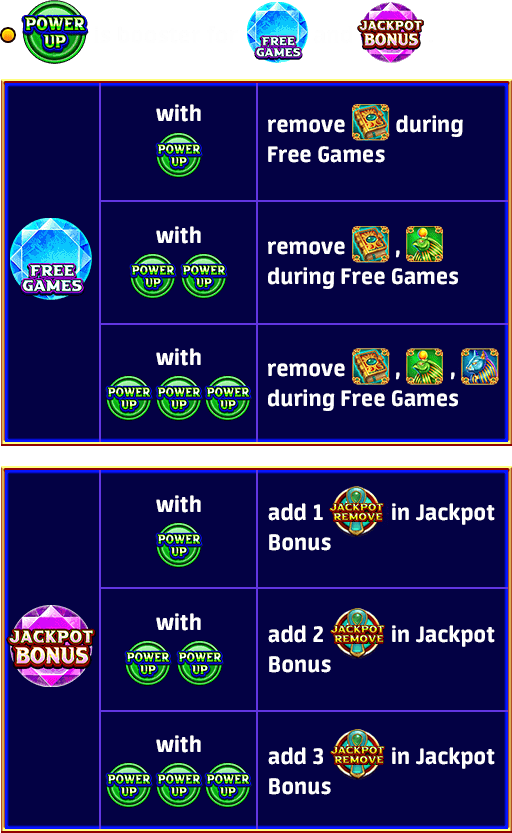 POWER UP FREE GAMES JACKPOT BONUS
with
POWER UP
remove during
Free Games
FREE GAMES
with
POWER UP POWER UP
remove ,
during Free Games
with
POWER UP POWER UP POWER UP
remove , ,
during Free Games
with
POWER UP
add 1 JACKPOT REMOVE in Jackpot
Bonus
JACKPOT BONUS
with
POWER UP POWER UP
add 2 JACKPOT REMOVE in Jackpot
Bonus
with
POWER UP POWER UP POWER UP
add 3 JACKPOT REMOVE in Jackpot
Bonus